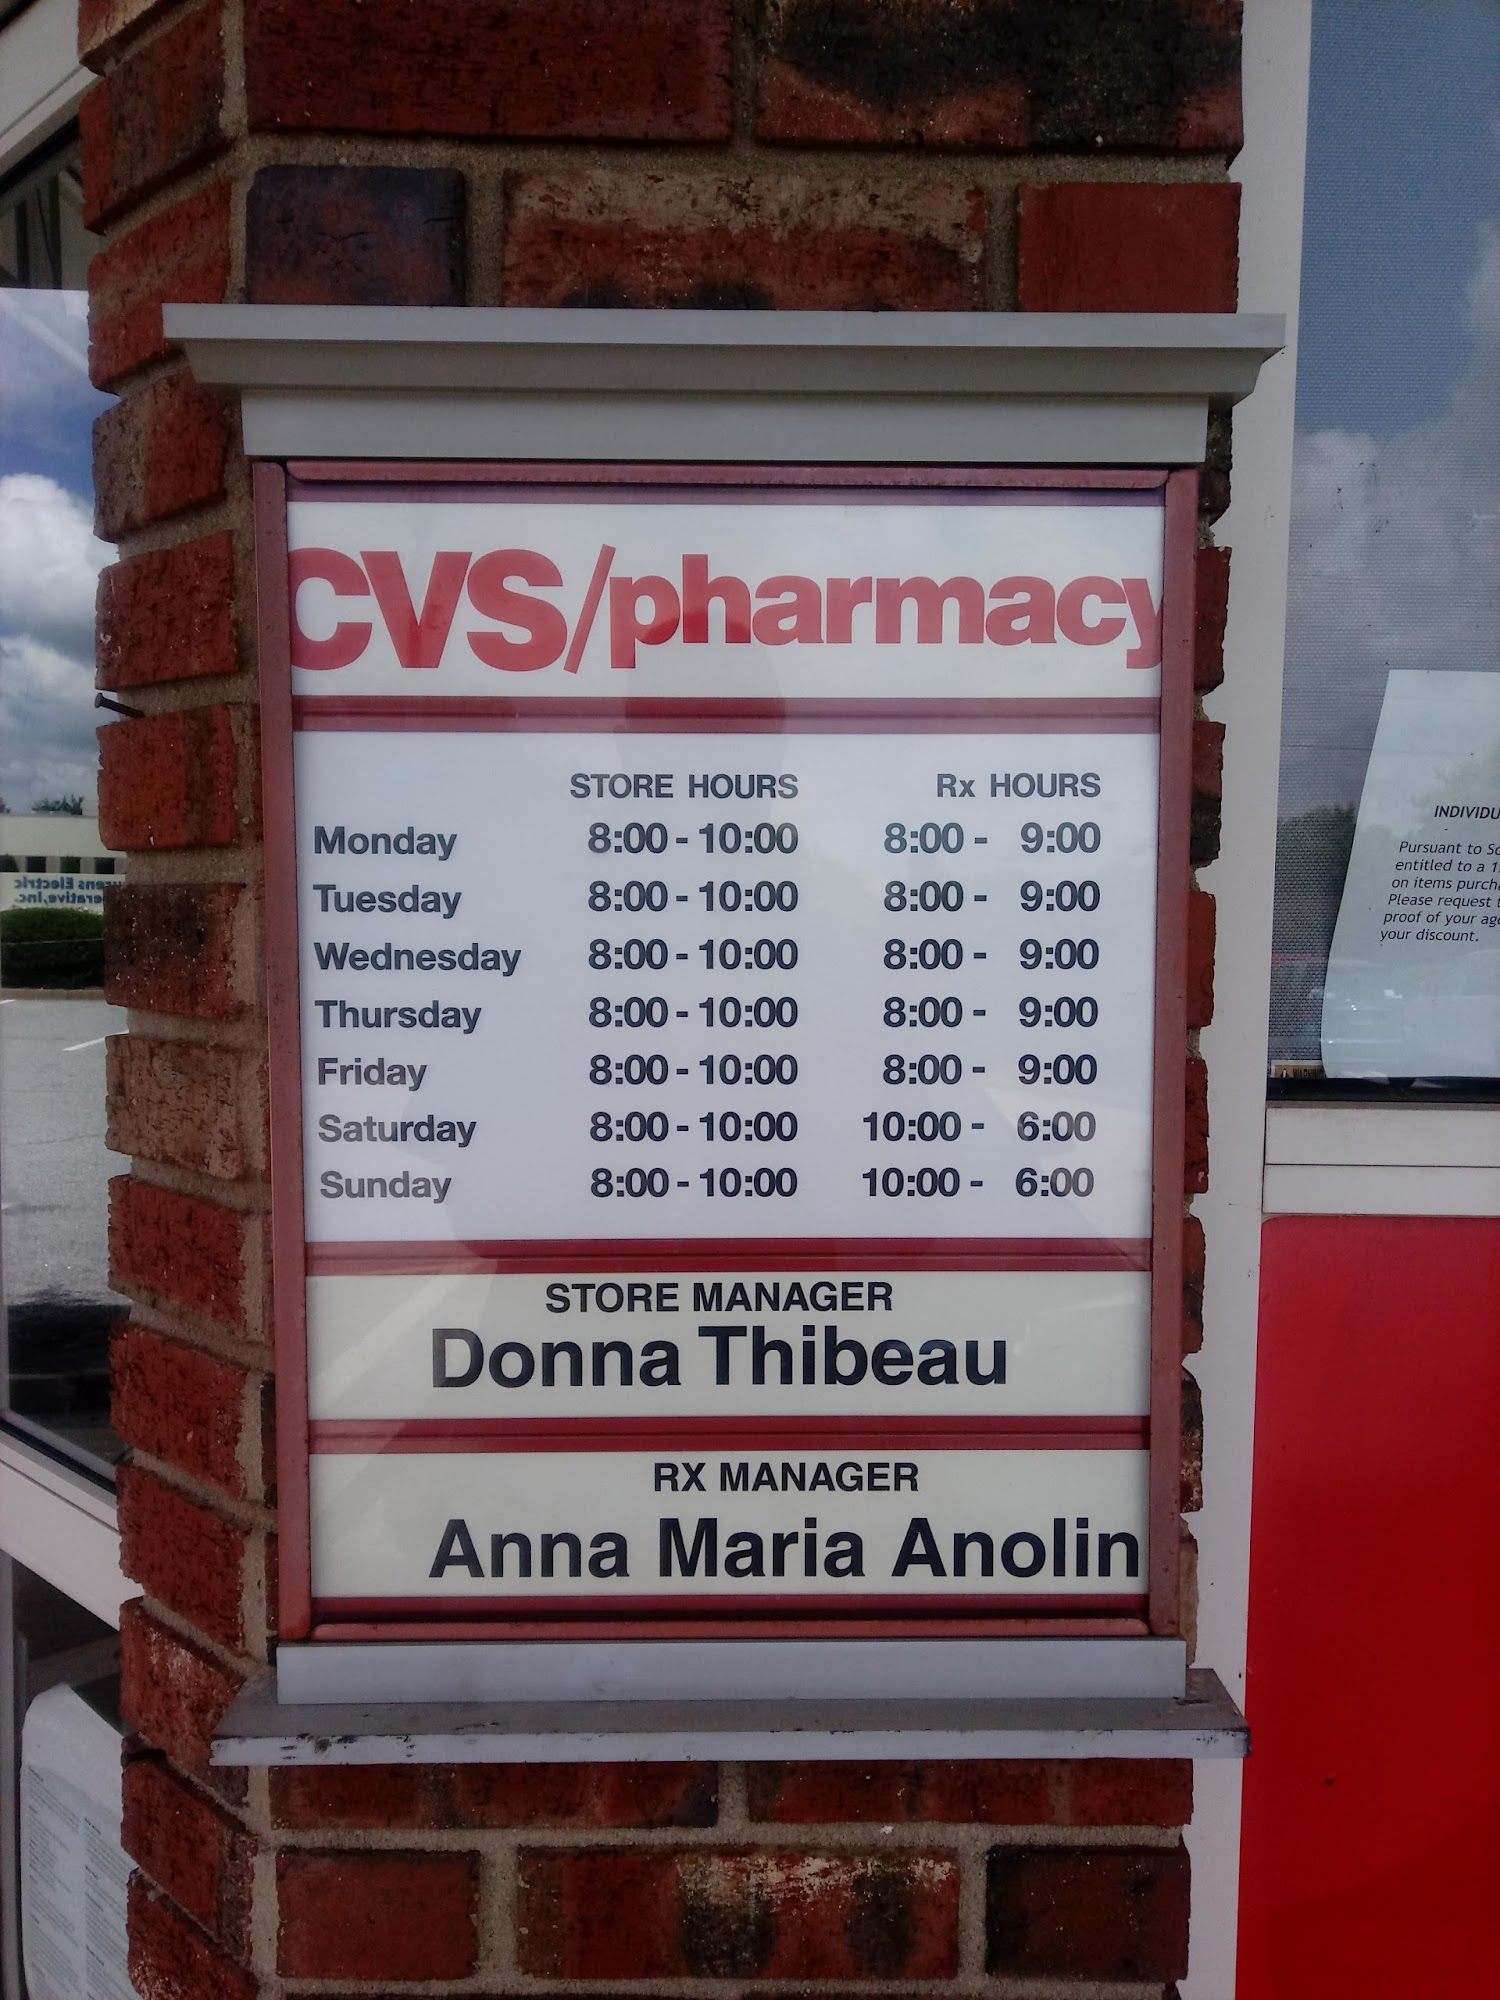 CVS/pharmacy
STORE HOURS Rx HOURS
Monday 8:00 - 10:00 8:00 - 9:00
Tuesday 8:00 - 10:00 8:00 - 9:00
Wednesday 8:00 - 10:00 8:00 - 9:00
Thursday 8:00 - 10:00 8:00 - 9:00
Friday 8:00 - 10:00 8:00 - 9:00
Saturday 8:00 - 10:00 10:00 - 6:00
Sunday 8:00 - 10:00 10:00 - 6:00
STORE MANAGER
Donna Thibeau
RX MANAGER
Anna Maria Anolin
Pursuant to
entitled to a
on items
Please request
proof of your
your discount.